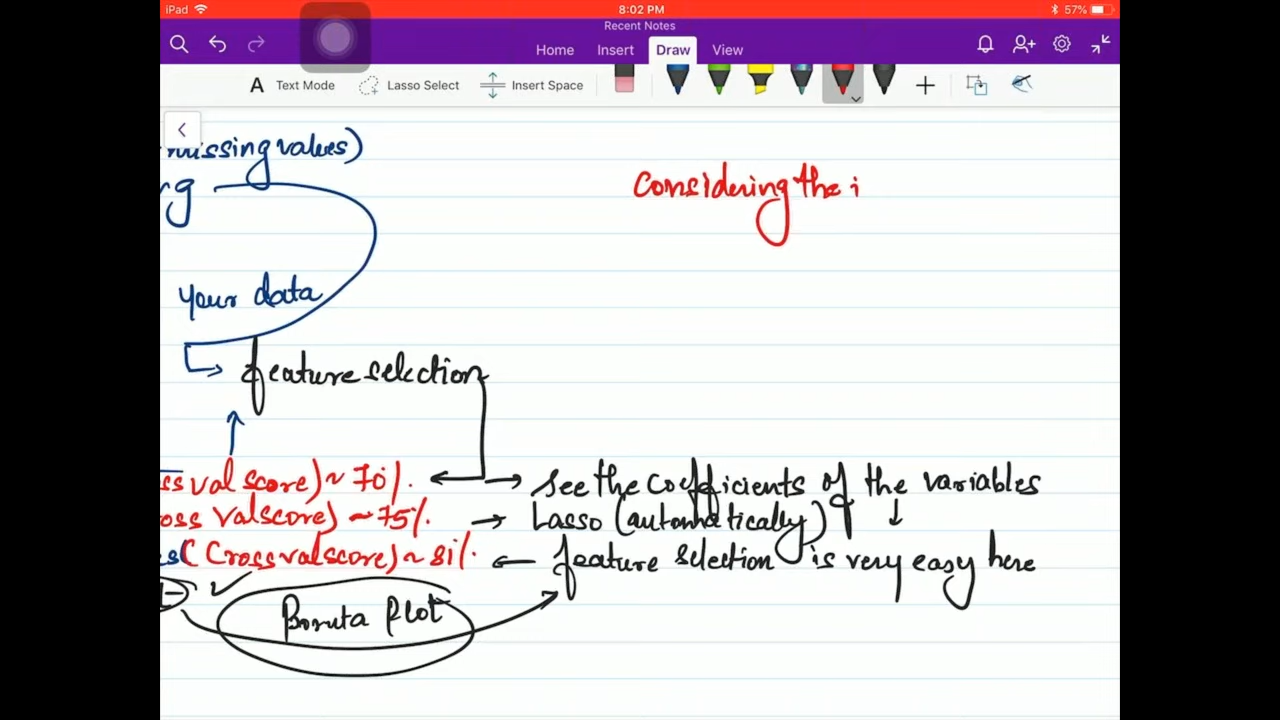 iPad 8:02 PM 57%
Recent Notes
Home Insert Draw View
Text Mode Lasso Select Insert Space
missing values)
Considering the i
rg
your data
feature selection
ss val score) ~ 70%. see the coefficients of the variables
oss Valscore) ~ 75%. Lasso (automatically)
(Crossvalscore) ~ 81%. feature selection is very easy here
Boruta Plot